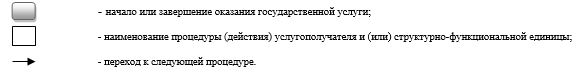 - начало или завершение оказания государственной услуги;
- наименование процедуры (действия) услугополучателя и (или) структурно-функциональной единицы;
- переход к следующей процедуре.